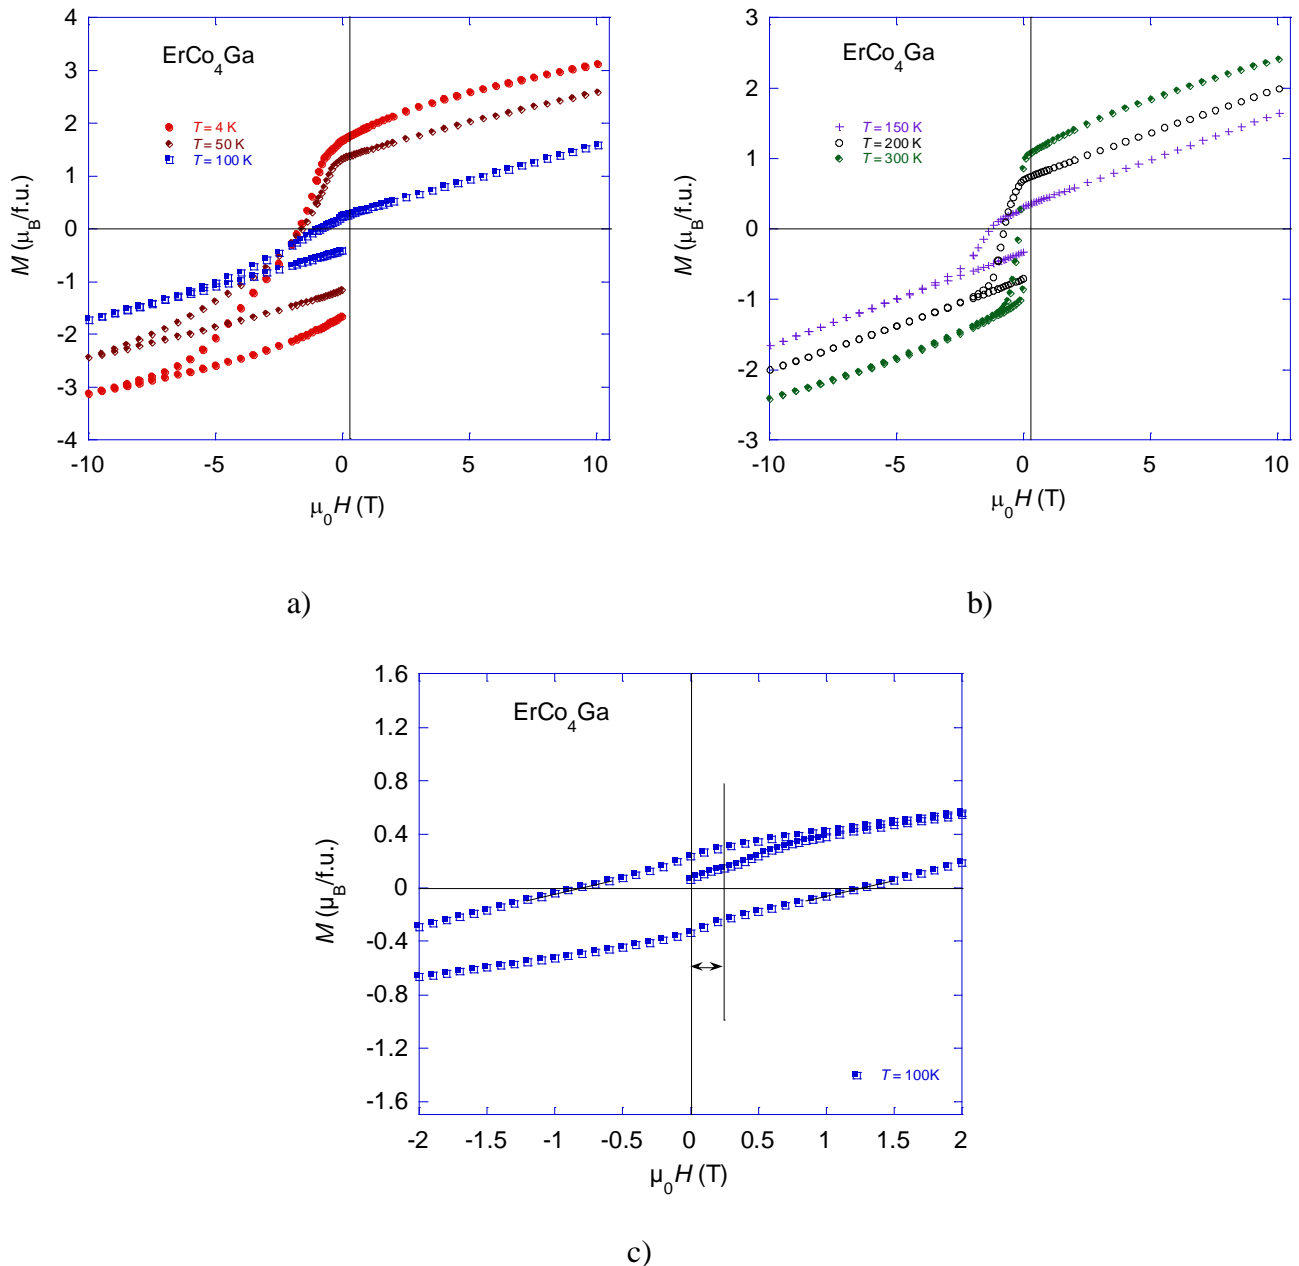 4
3
2
1
0
-1
-2
-3
-4
M (μ_B/f.u.)
ErCo₄Ga
T = 4 K
T = 50 K
T = 100 K
-10
-5
0
5
10
μ₀H (T)
a)
3
2
1
0
-1
-2
-3
M (μ_B/f.u.)
ErCo₄Ga
T = 150 K
T = 200 K
T = 300 K
-10
-5
0
5
10
μ₀H (T)
b)
1.6
1.2
0.8
0.4
0
-0.4
-0.8
-1.2
-1.6
M (μ_B/f.u.)
ErCo₄Ga
T = 100K
-2
-1.5
-1
-0.5
0
0.5
1
1.5
2
μ₀H (T)
c)